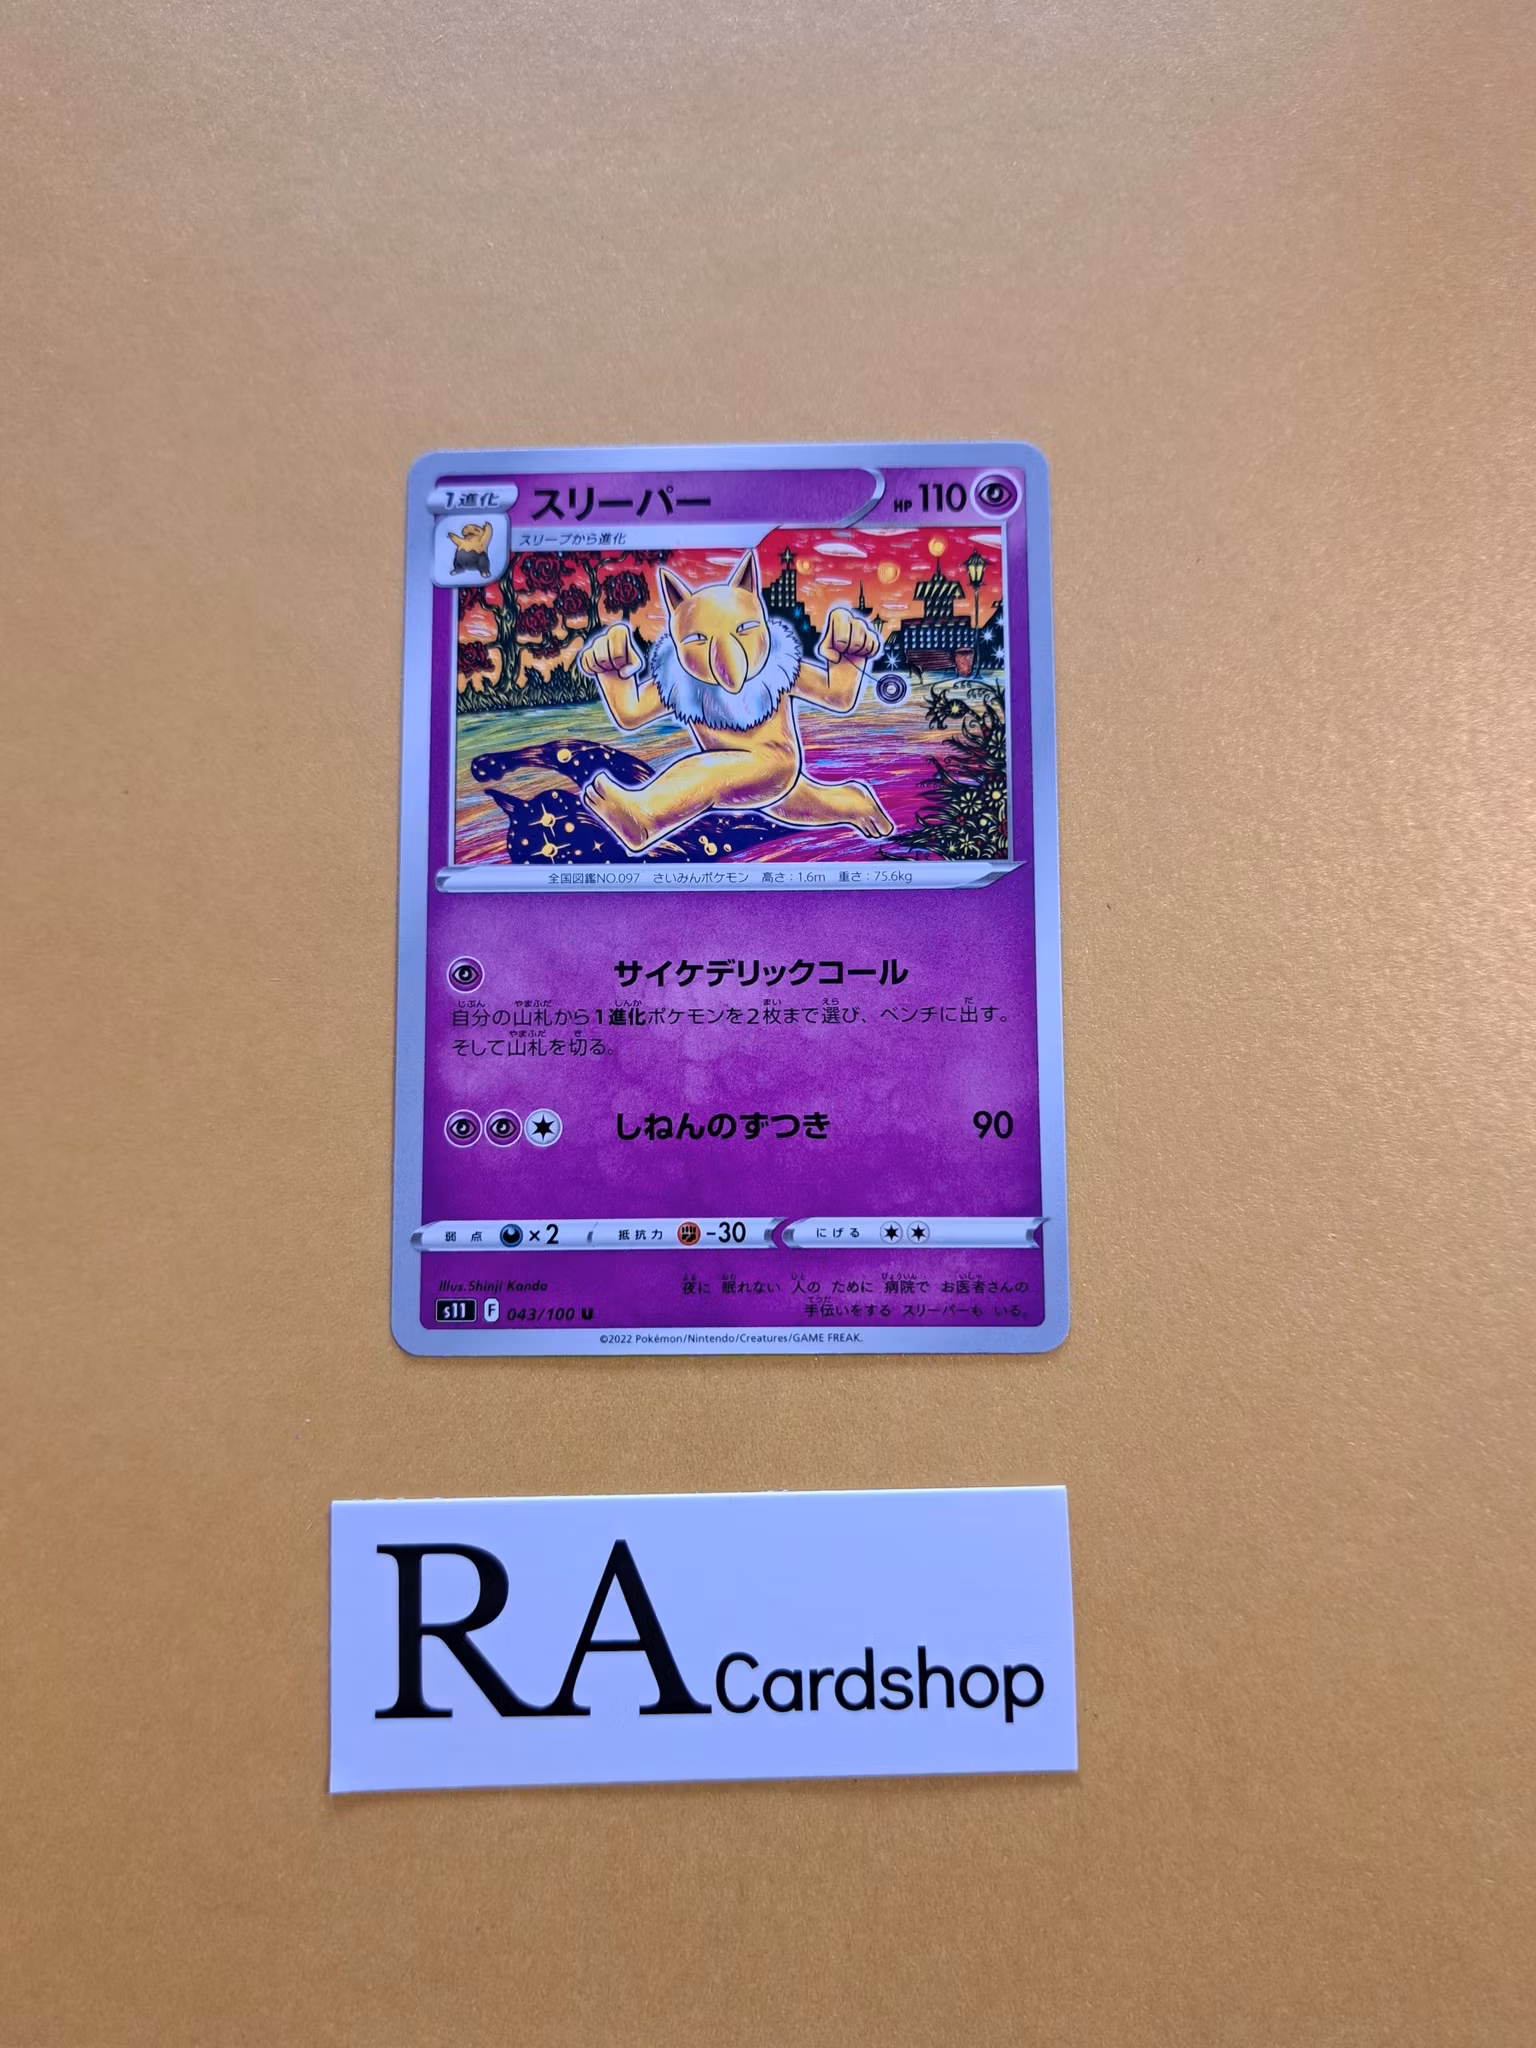 1進化
スリーパー
HP 110
スリープから進化
全国図鑑NO.097 さいみんポケモン 高さ:1.6m 重さ:75.6kg
サイケデリックコール
自分の山札から1進化ポケモンを2枚まで選び、ベンチに出す。
そして山札を切る。
しねんのずつき 90
弱点 ×2 抵抗力 -30 にげる
Illus. Shinji Kanda
夜に 眠れない 人の ために 病院で お医者さんの
手伝いをする スリーパーも いる。
s11 F 043/100 U
©2022 Pokémon/Nintendo/Creatures/GAME FREAK.
RA Cardshop